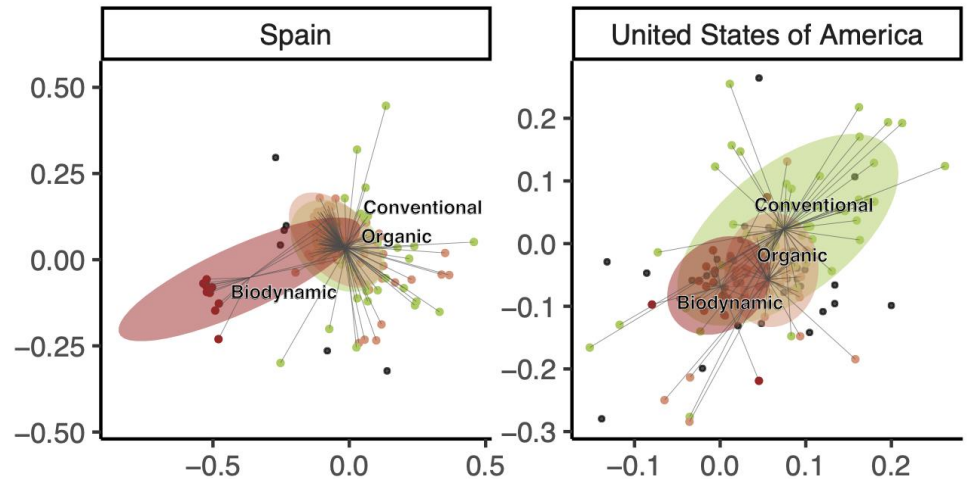 Spain
United States of America
0.50
0.25
0.00
−0.25
−0.50
−0.5
0.0
0.5
Conventional
Organic
Biodynamic
0.2
0.1
0.0
−0.1
−0.2
−0.3
−0.1
0.0
0.1
0.2
Conventional
Organic
Biodynamic